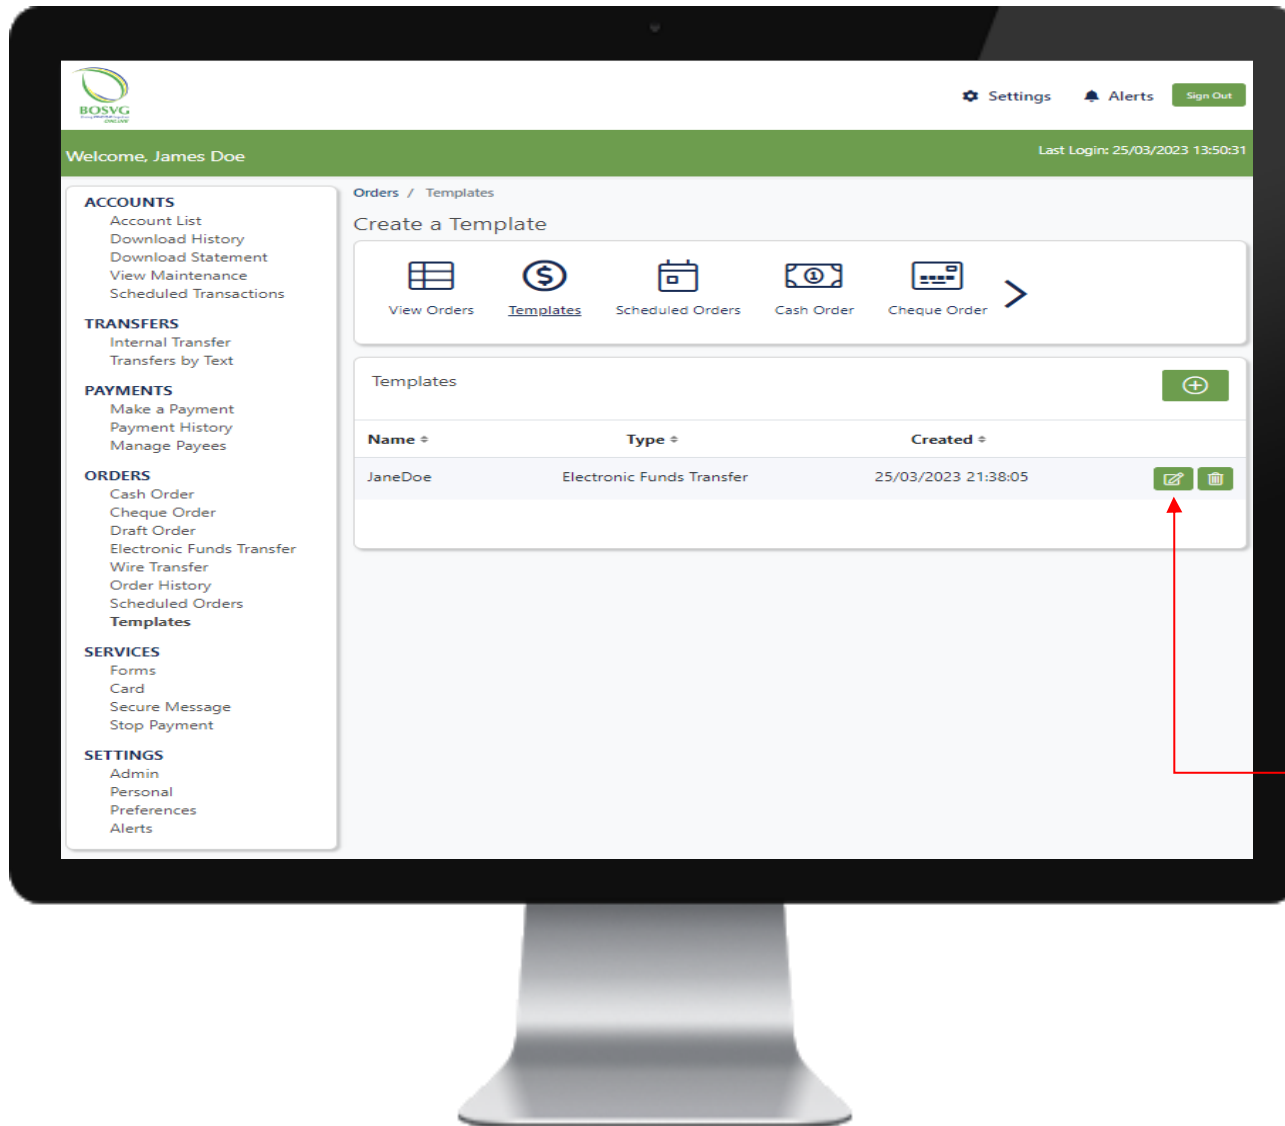 BOSVG
ONLINE
Settings
Alerts
Sign Out
Welcome, James Doe
Last Login: 25/03/2023 13:50:31
ACCOUNTS
Account List
Download History
Download Statement
View Maintenance
Scheduled Transactions
TRANSFERS
Internal Transfer
Transfers by Text
PAYMENTS
Make a Payment
Payment History
Manage Payees
ORDERS
Cash Order
Cheque Order
Draft Order
Electronic Funds Transfer
Wire Transfer
Order History
Scheduled Orders
Templates
SERVICES
Forms
Card
Secure Message
Stop Payment
SETTINGS
Admin
Personal
Preferences
Alerts
Orders / Templates
Create a Template
View Orders
Templates
Scheduled Orders
Cash Order
Cheque Order
Templates
Name Type Created
JaneDoe Electronic Funds Transfer 25/03/2023 21:38:05